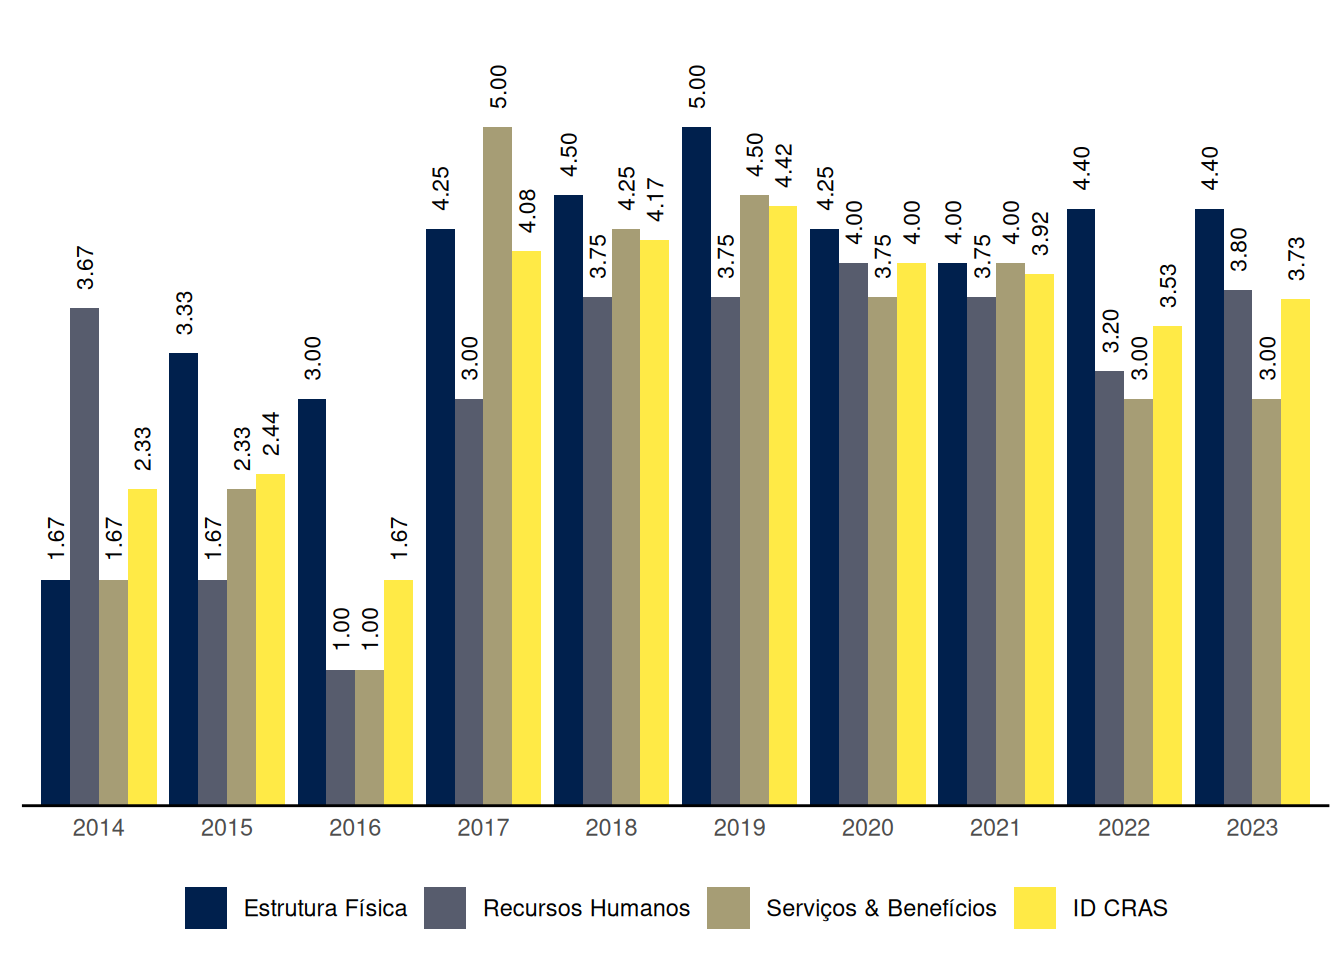 1.67 3.67 1.67 2.33 3.33 1.67 2.33 2.44 3.00 1.00 1.00 1.67 4.25 3.00 5.00 4.08 4.50 3.75 4.25 4.17 5.00 3.75 4.50 4.42 4.25 4.00 3.75 4.00 4.00 3.75 4.00 3.92 4.40 3.20 3.00 3.53 4.40 3.80 3.00 3.73
2014 2015 2016 2017 2018 2019 2020 2021 2022 2023
Estrutura Física Recursos Humanos Serviços & Benefícios ID CRAS